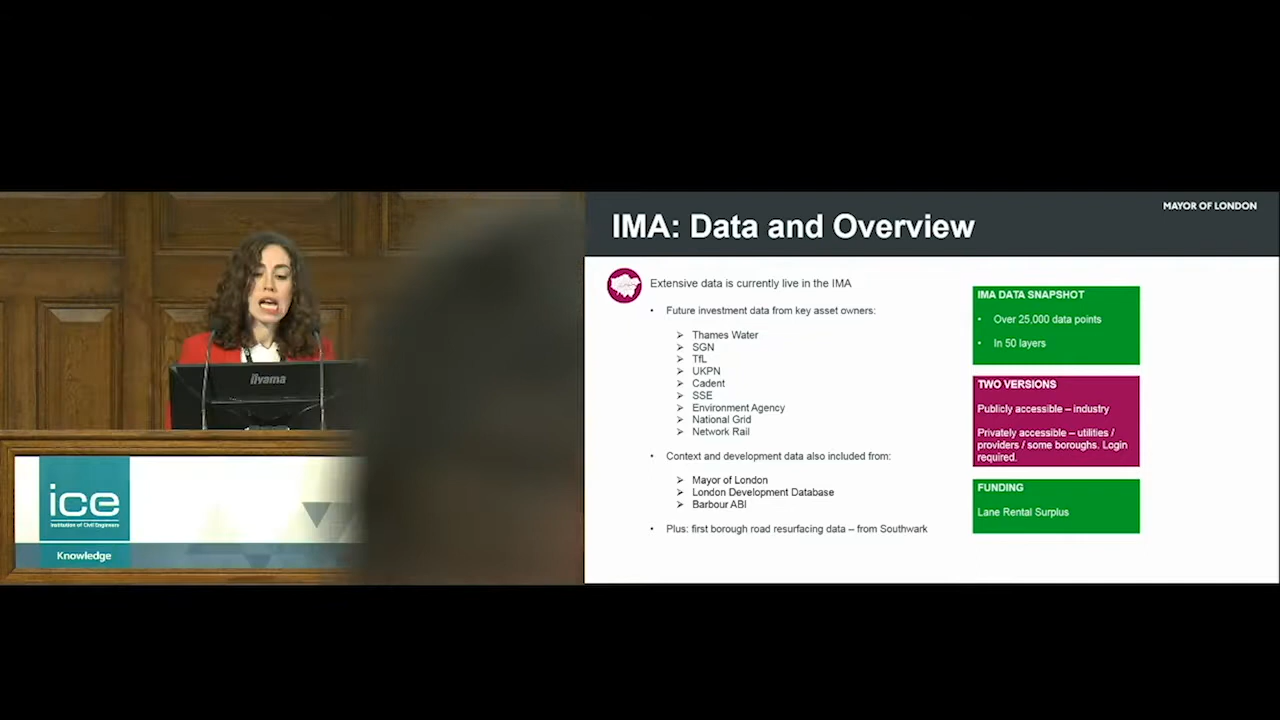 MAYOR OF LONDON
IMA: Data and Overview
Extensive data is currently live in the IMA
• Future investment data from key asset owners:
➢ Thames Water
➢ SGN
➢ TfL
➢ UKPN
➢ Cadent
➢ SSE
➢ Environment Agency
➢ National Grid
➢ Network Rail
• Context and development data also included from:
➢ Mayor of London
➢ London Development Database
➢ Barbour ABI
• Plus: first borough road resurfacing data – from Southwark
IMA DATA SNAPSHOT
• Over 25,000 data points
• In 50 layers
TWO VERSIONS
Publicly accessible – industry
Privately accessible – utilities /
providers / some boroughs. Login
required.
FUNDING
Lane Rental Surplus
iiyama
ice
Institution of Civil Engineers
Knowledge